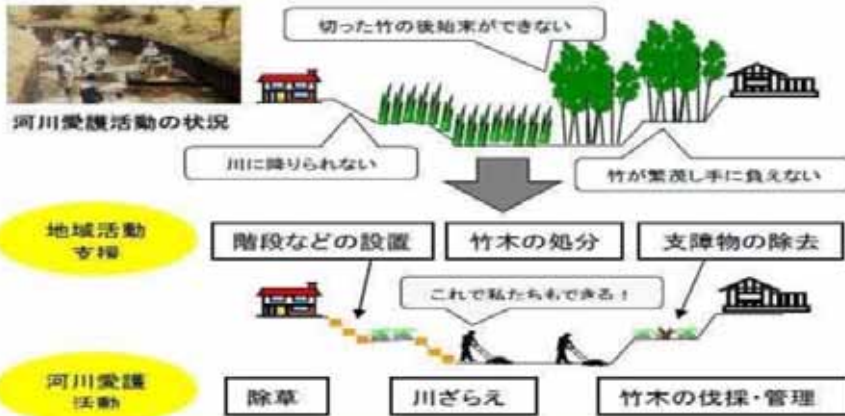 切った竹の後始末ができない
河川愛護活動の状況
川に降りられない
竹が繁茂し手に負えない
地域活動
支援
階段などの設置
竹木の処分
支障物の除去
これで私たちもできる！
河川愛護
活動
除草
川ざらえ
竹木の伐採・管理